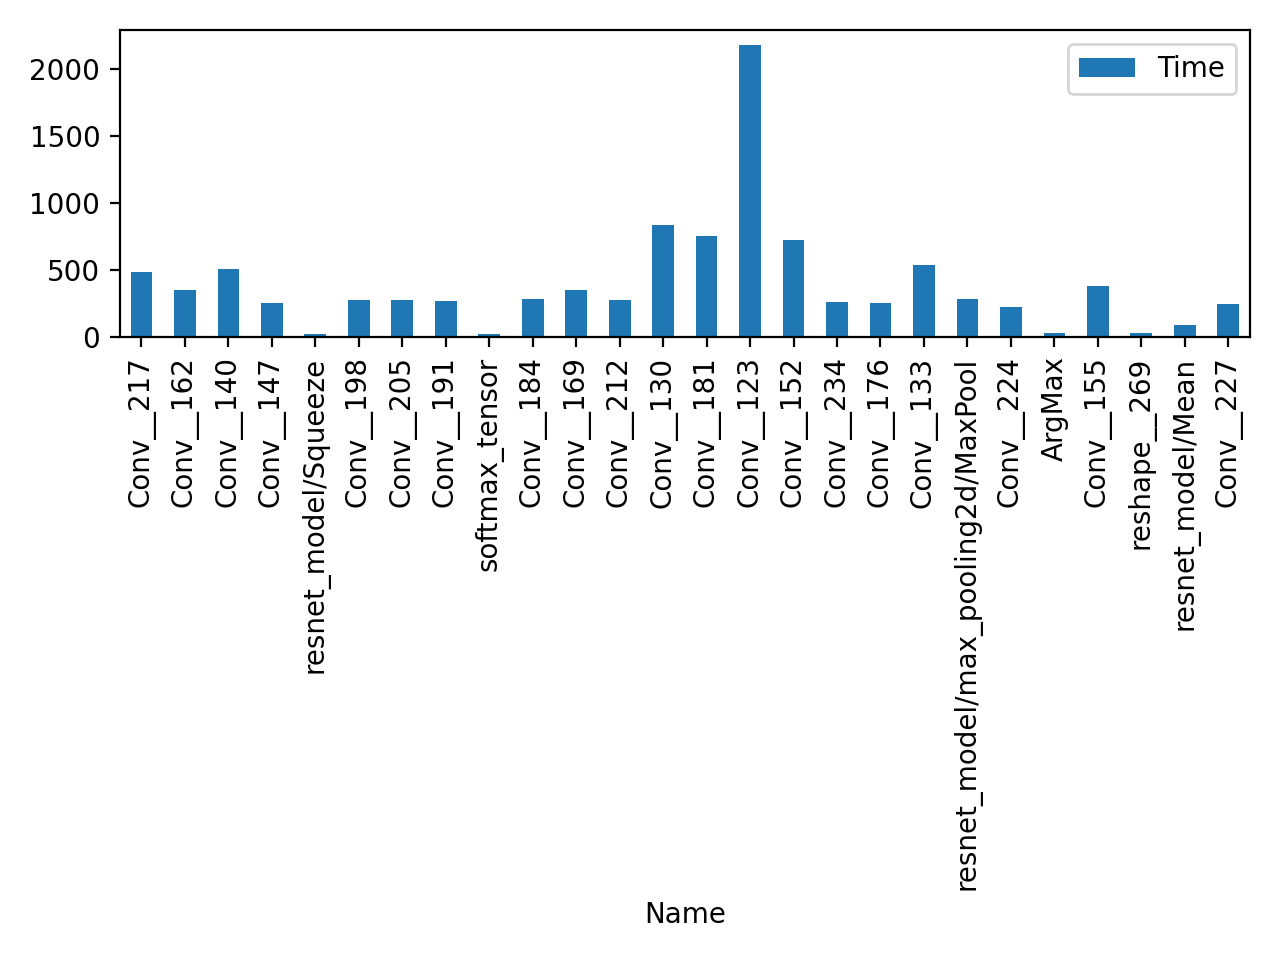 Time
2000
1500
1000
500
0
Conv__217
Conv__162
Conv__140
Conv__147
resnet_model/Squeeze
Conv__198
Conv__205
Conv__191
softmax_tensor
Conv__184
Conv__169
Conv__212
Conv__130
Conv__181
Conv__123
Conv__152
Conv__234
Conv__176
Conv__133
resnet_model/max_pooling2d/MaxPool
Conv__224
ArgMax
Conv__155
reshape__269
resnet_model/Mean
Conv__227
Name